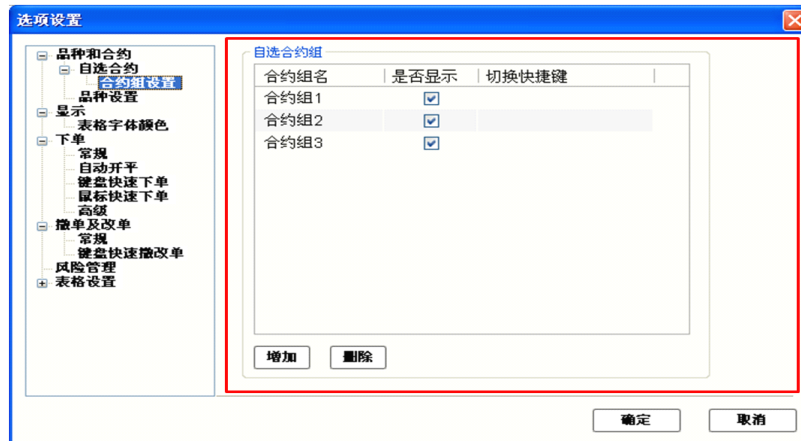 选项设置
品种和合约
自选合约
合约组设置
品种设置
显示
表格字体颜色
下单
常规
自动开平
键盘快速下单
鼠标快速下单
高级
撤单及改单
常规
键盘快速撤改单
风险管理
表格设置
自选合约组
合约组名 是否显示 切换快捷键
合约组1
合约组2
合约组3
增加 删除
确定 取消